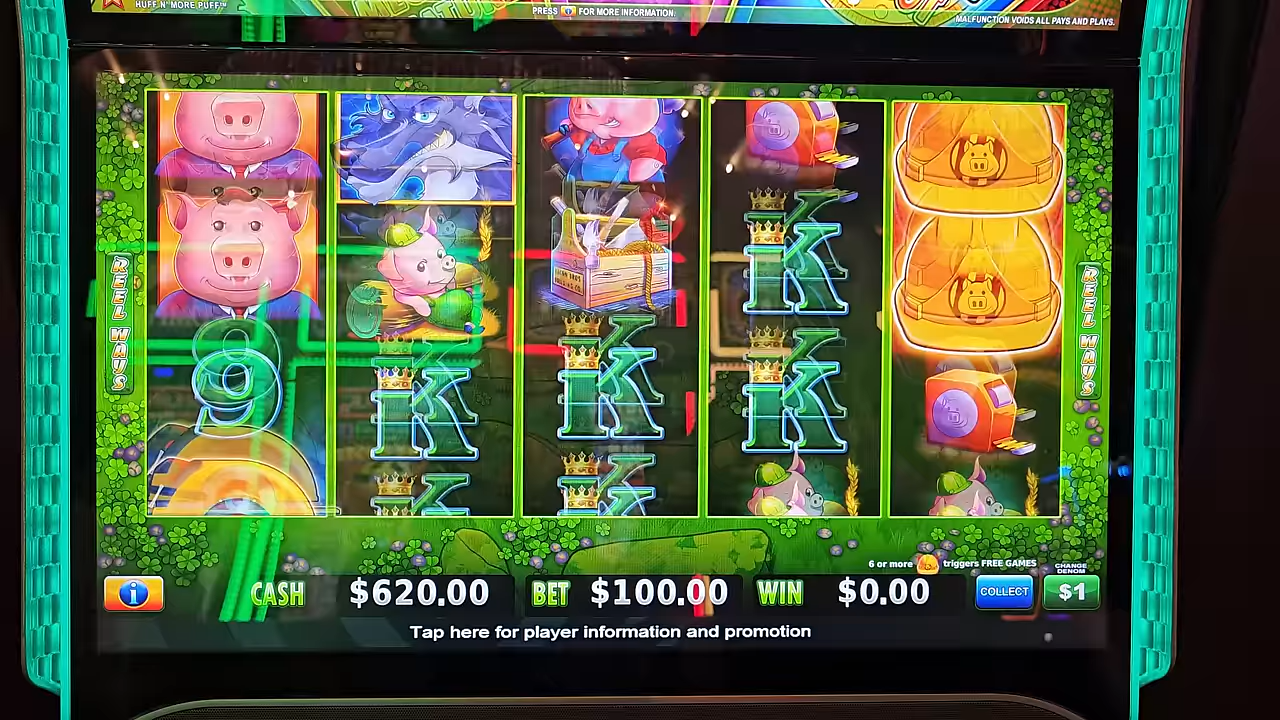 HUFF N' MORE PUFF™
PRESS i FOR MORE INFORMATION.
MALFUNCTION VOIDS ALL PAYS AND PLAYS.
REEL WAYS
REEL WAYS
9
K
K
K
K
K
K
6 or more triggers FREE GAMES
CHANGE
DENOM
i
CASH $620.00 BET $100.00 WIN $0.00 COLLECT $1
Tap here for player information and promotion